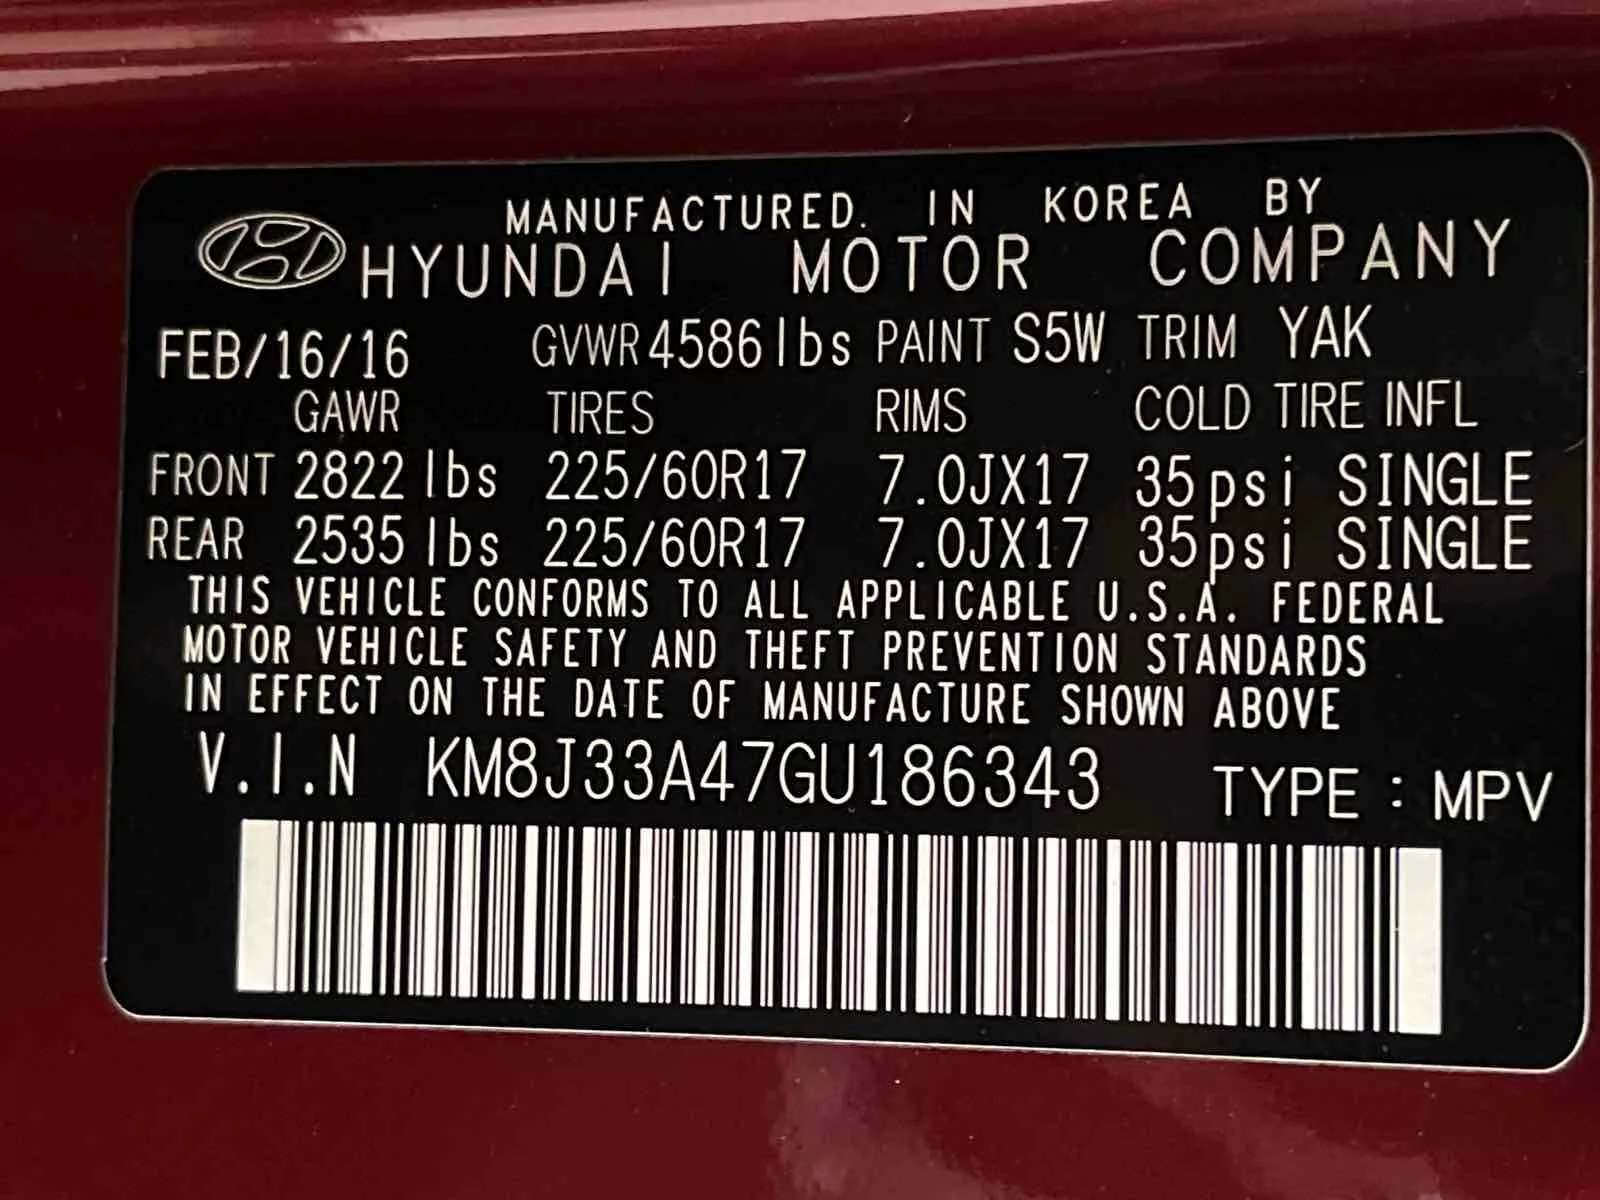 MANUFACTURED. IN KOREA BY
HYUNDAI MOTOR COMPANY
FEB/16/16 GVWR 4586 lbs PAINT S5W TRIM YAK
GAWR TIRES RIMS COLD TIRE INFL
FRONT 2822 lbs 225/60R17 7.0JX17 35psi SINGLE
REAR 2535 lbs 225/60R17 7.0JX17 35psi SINGLE
THIS VEHICLE CONFORMS TO ALL APPLICABLE U.S.A. FEDERAL
MOTOR VEHICLE SAFETY AND THEFT PREVENTION STANDARDS
IN EFFECT ON THE DATE OF MANUFACTURE SHOWN ABOVE
V.I.N KM8J33A47GU186343 TYPE : MPV